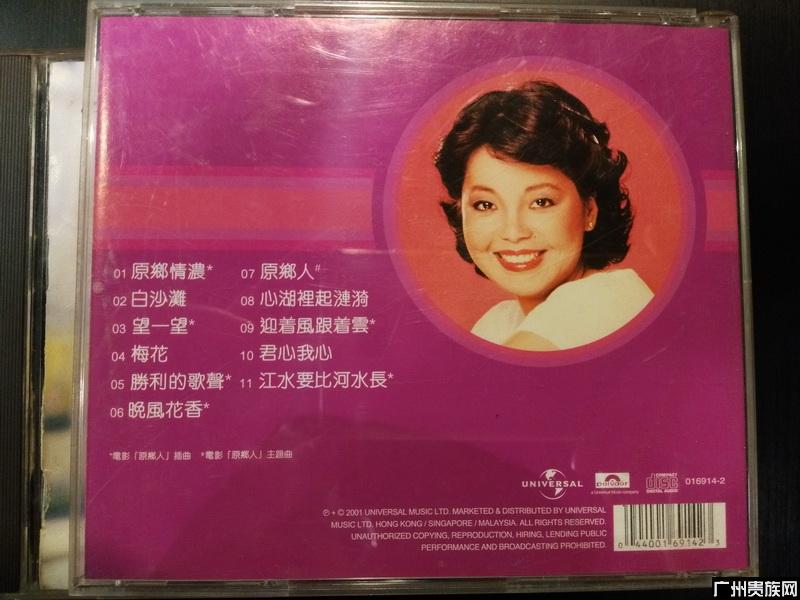 01 原鄉情濃*
02 白沙灘
03 望一望*
04 梅花
05 勝利的歌聲*
06 晚風花香*
07 原鄉人#
08 心湖裡起漣漪
09 迎着風跟着雲*
10 君心我心
11 江水要比河水長*
*電影「原鄉人」插曲 *電影「原鄉人」主題曲
UNIVERSAL
polydor
a Universal Music company
COMPACT
disc
DIGITAL AUDIO
016914-2
℗ + © 2001 UNIVERSAL MUSIC LTD. MARKETED & DISTRIBUTED BY UNIVERSAL
MUSIC LTD. HONG KONG / SINGAPORE / MALAYSIA. ALL RIGHTS RESERVED.
UNAUTHORIZED COPYING, REPRODUCTION, HIRING, LENDING PUBLIC
PERFORMANCE AND BROADCASTING PROHIBITED.
0 44001 69142 3
广州贵族网